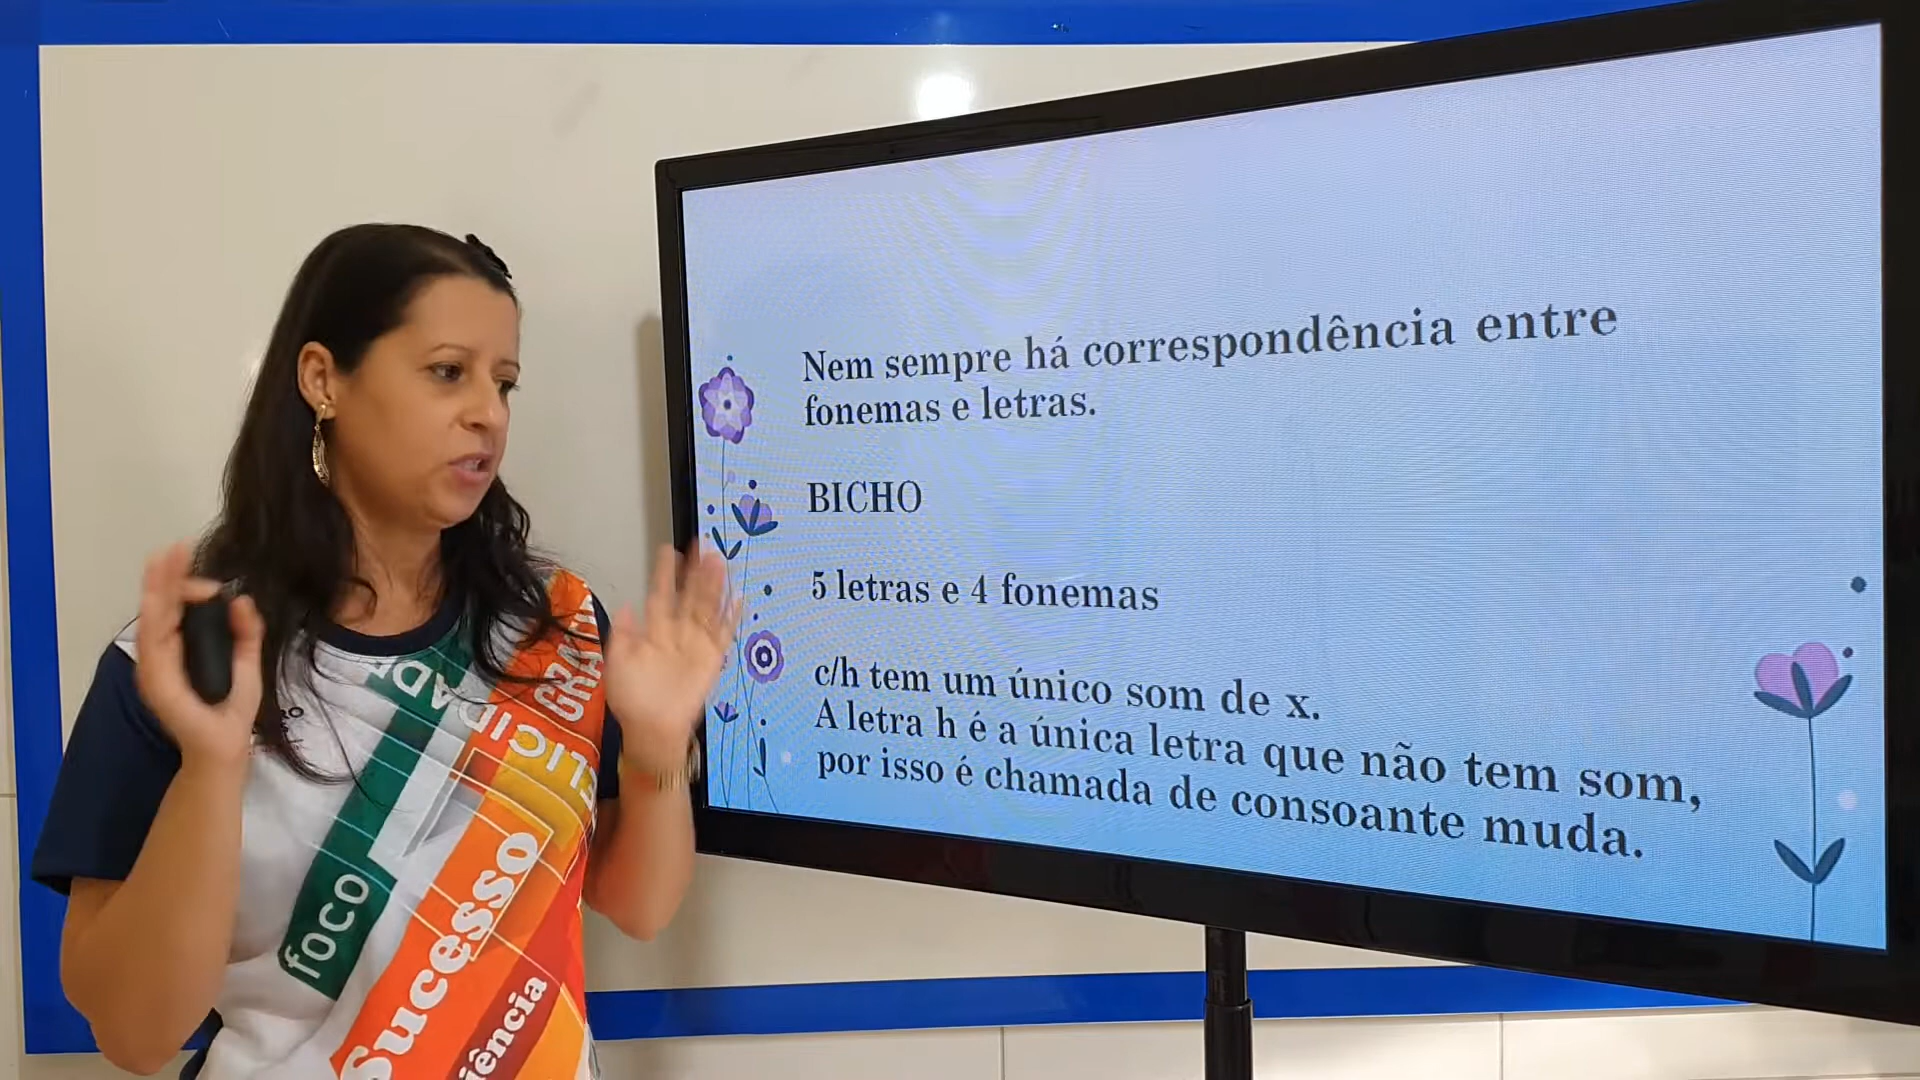 Nem sempre há correspondência entre
fonemas e letras.
BICHO
5 letras e 4 fonemas
c/h tem um único som de x.
A letra h é a única letra que não tem som,
por isso é chamada de consoante muda.
foco
Sucesso